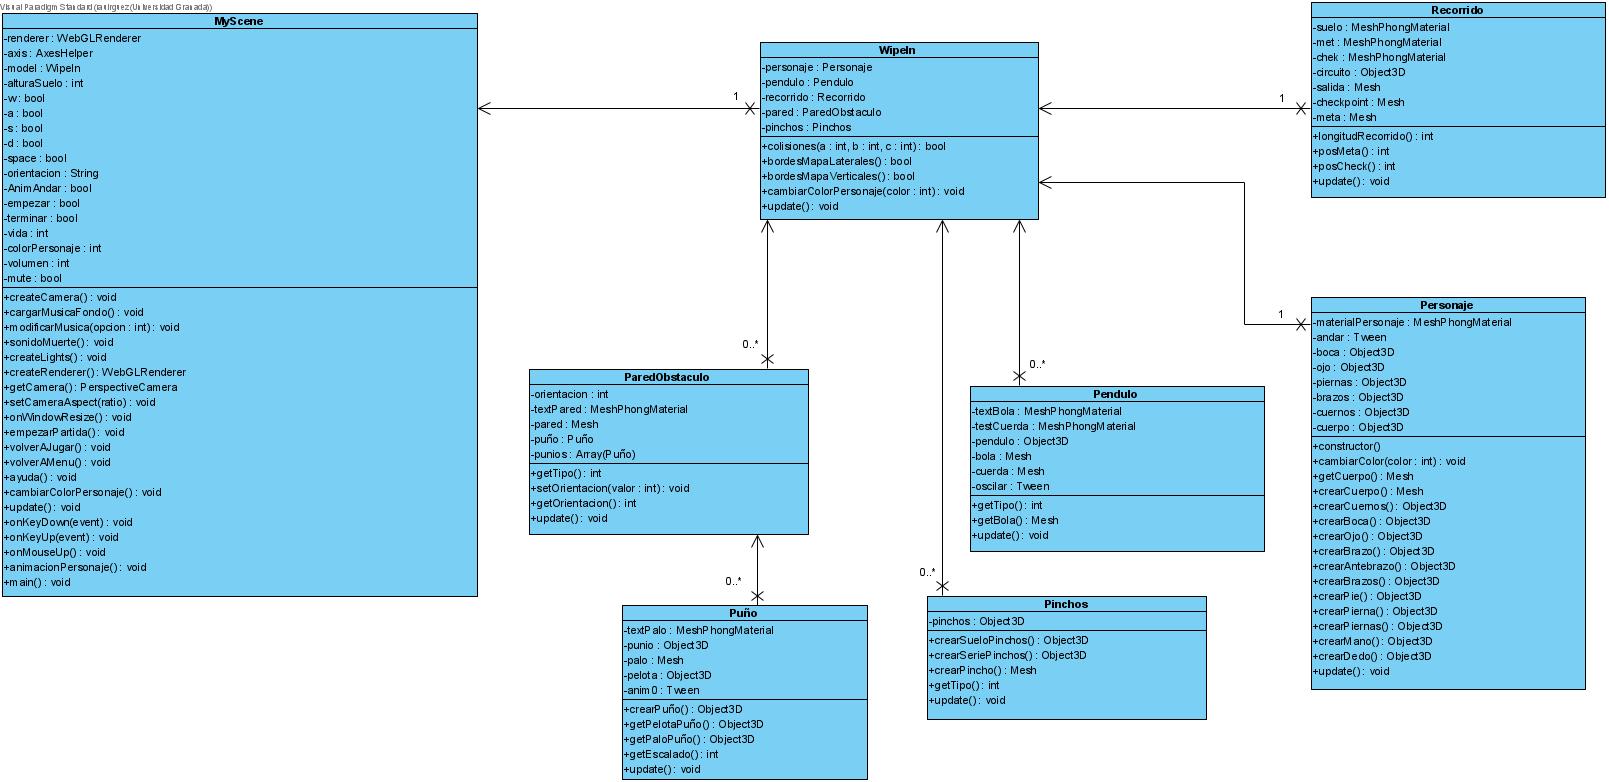 Visual Paradigm Standard (raulrguez(Universidad Granada))
MyScene
-renderer : WebGLRenderer
-axis : AxesHelper
-model : WipeIn
-alturaSuelo : int
-w : bool
-a : bool
-s : bool
-d : bool
-space : bool
-orientacion : String
-AnimAndar : bool
-empezar : bool
-terminar : bool
-vida : int
-colorPersonaje : int
-volumen : int
-mute : bool
+createCamera() : void
+cargarMusicaFondo() : void
+modificarMusica(opcion : int) : void
+sonidoMuerte() : void
+createLights() : void
+createRenderer() : WebGLRenderer
+getCamera() : PerspectiveCamera
+setCameraAspect(ratio) : void
+onWindowResize() : void
+empezarPartida() : void
+volverAJugar() : void
+volverAMenu() : void
+ayuda() : void
+cambiarColorPersonaje() : void
+update() : void
+onKeyDown(event) : void
+onKeyUp(event) : void
+onMouseUp() : void
+animacionPersonaje() : void
+main() : void
1
WipeIn
-personaje : Personaje
-pendulo : Pendulo
-recorrido : Recorrido
-pared : ParedObstaculo
-pinchos : Pinchos
+colisiones(a : int, b : int, c : int) : bool
+bordesMapaLaterales() : bool
+bordesMapaVerticales() : bool
+cambiarColorPersonaje(color : int) : void
+update() : void
1
Recorrido
-suelo : MeshPhongMaterial
-met : MeshPhongMaterial
-chek : MeshPhongMaterial
-circuito : Object3D
-salida : Mesh
-checkpoint : Mesh
-meta : Mesh
+longitudRecorrido() : int
+posMeta() : int
+posCheck() : int
+update() : void
1
Personaje
-materialPersonaje : MeshPhongMaterial
-andar : Tween
-boca : Object3D
-ojo : Object3D
-piernas : Object3D
-brazos : Object3D
-cuernos : Object3D
-cuerpo : Object3D
+constructor()
+cambiarColor(color : int) : void
+getCuerpo() : Mesh
+crearCuerpo() : Mesh
+crearCuernos() : Object3D
+crearBoca() : Object3D
+crearOjo() : Object3D
+crearBrazo() : Object3D
+crearAntebrazo() : Object3D
+crearBrazos() : Object3D
+crearPie() : Object3D
+crearPierna() : Object3D
+crearPiernas() : Object3D
+crearMano() : Object3D
+crearDedo() : Object3D
+update() : void
0..*
ParedObstaculo
-orientacion : int
-textPared : MeshPhongMaterial
-pared : Mesh
-puño : Puño
-punios : Array(Puño)
+getTipo() : int
+setOrientacion(valor : int) : void
+getOrientacion() : int
+update() : void
0..*
Pendulo
-textBola : MeshPhongMaterial
-testCuerda : MeshPhongMaterial
-pendulo : Object3D
-bola : Mesh
-cuerda : Mesh
-oscilar : Tween
+getTipo() : int
+getBola() : Mesh
+update() : void
0..*
Puño
-textPalo : MeshPhongMaterial
-punio : Object3D
-palo : Mesh
-pelota : Object3D
-anim0 : Tween
+crearPuño() : Object3D
+getPelotaPuño() : Object3D
+getPaloPuño() : Object3D
+getEscalado() : int
+update() : void
0..*
Pinchos
-pinchos : Object3D
+crearSueloPinchos() : Object3D
+crearSeriePinchos() : Object3D
+crearPincho() : Mesh
+getTipo() : int
+update() : void